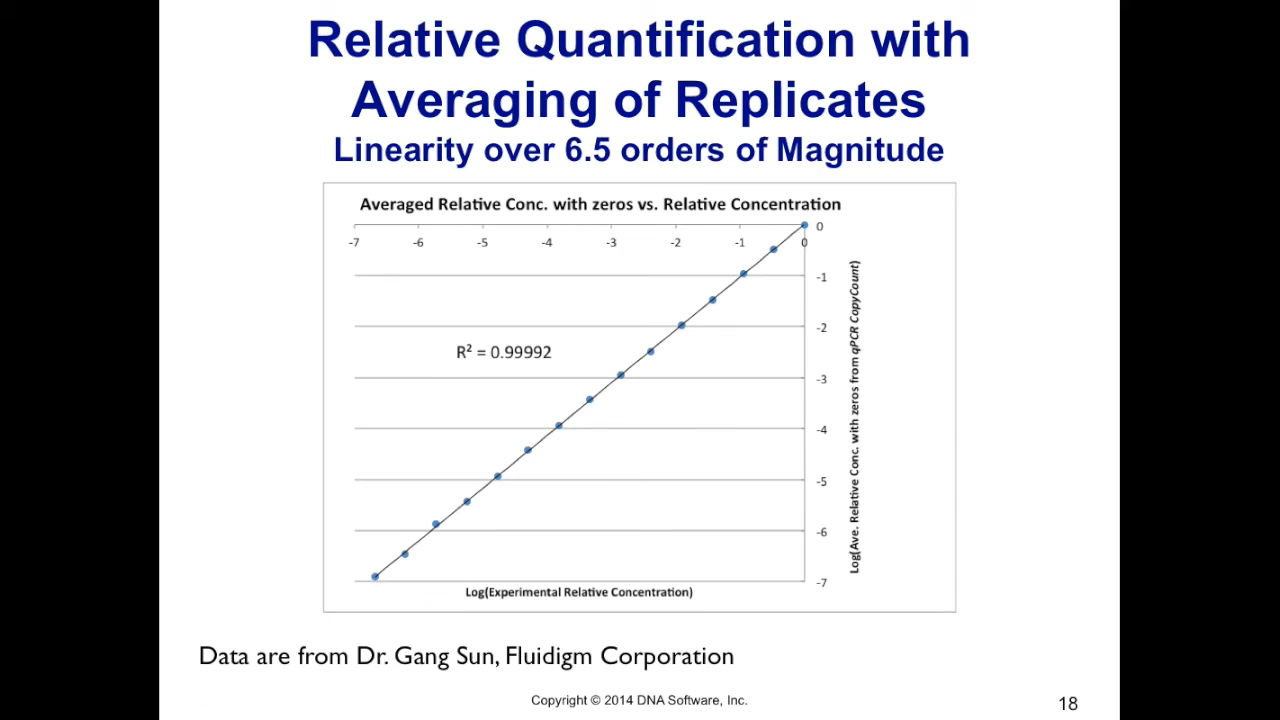 Relative Quantification with
Averaging of Replicates
Linearity over 6.5 orders of Magnitude
Averaged Relative Conc. with zeros vs. Relative Concentration
-7 -6 -5 -4 -3 -2 -1 0
0
-1
-2
-3
-4
-5
-6
-7
R² = 0.99992
Log(Ave. Relative Conc. with zeros from qPCR CopyCount)
Log(Experimental Relative Concentration)
Data are from Dr. Gang Sun, Fluidigm Corporation
Copyright © 2014 DNA Software, Inc.
18